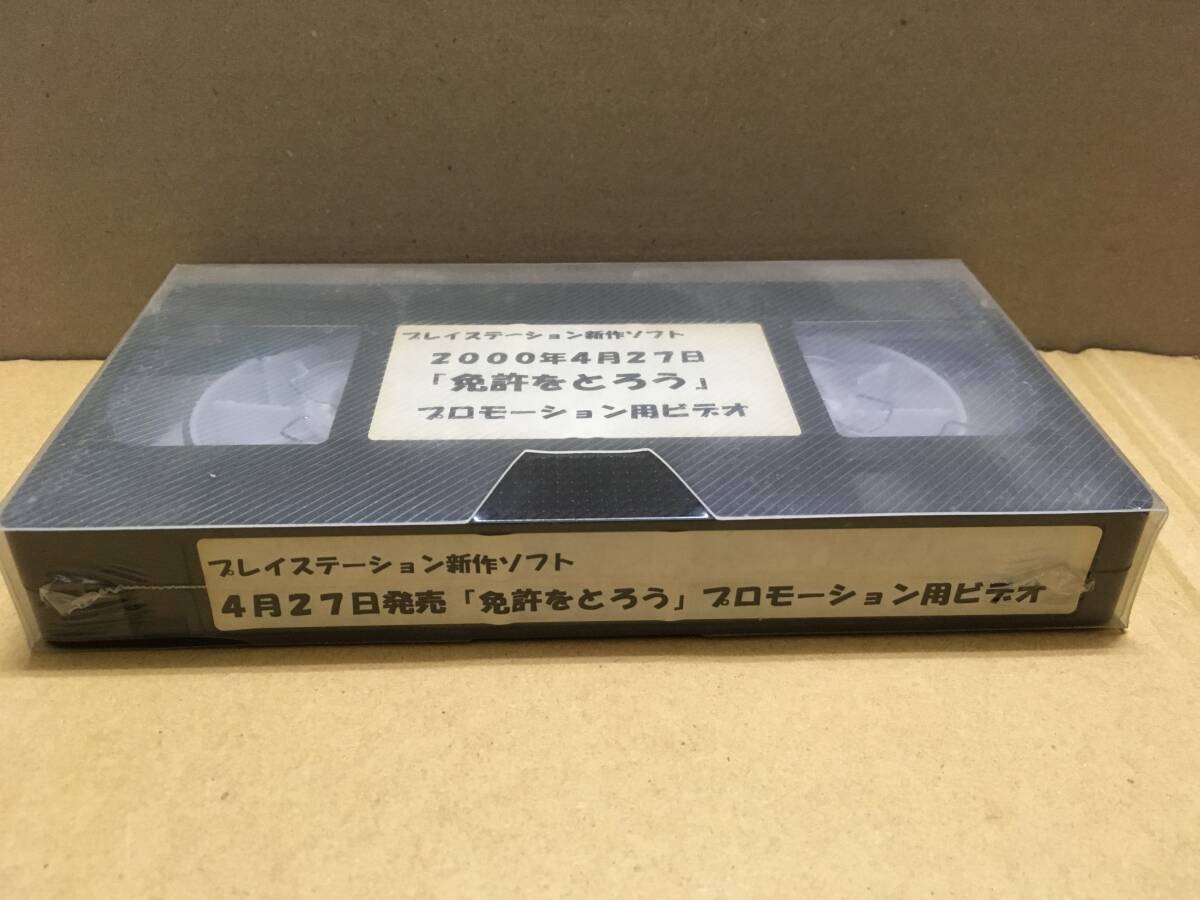 プレイステーション新作ソフト
２０００年４月２７日
「免許をとろう」
プロモーション用ビデオ
プレイステーション新作ソフト
４月２７日発売「免許をとろう」プロモーション用ビデオ